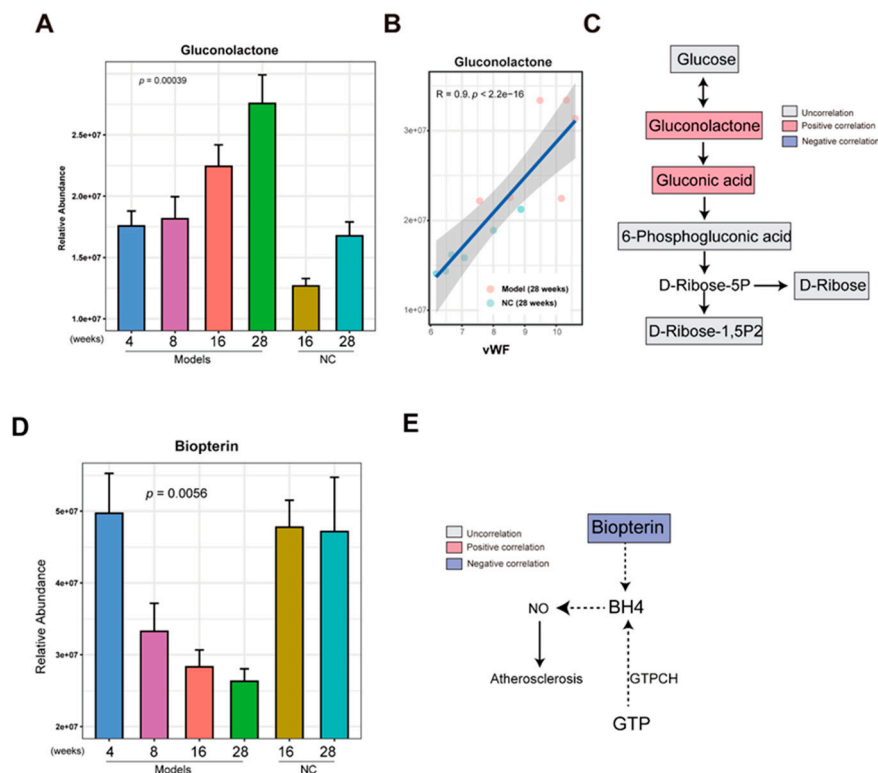 A
Gluconolactone
p = 0.00039
Relative Abundance
2.5e+07
2.0e+07
1.5e+07
1.0e+07
(weeks)
4 8 16 28 16 28
Models NC
B
Gluconolactone
R = 0.9, p < 2.2e−16
3e+07
2e+07
1e+07
Model (28 weeks)
NC (28 weeks)
6 7 8 9 10
vWF
C
Glucose
Gluconolactone
Gluconic acid
6-Phosphogluconic acid
D-Ribose-5P D-Ribose
D-Ribose-1,5P2
Uncorrelation
Positive correlation
Negative correlation
D
Biopterin
p = 0.0056
Relative Abundance
5e+07
4e+07
3e+07
2e+07
(weeks)
4 8 16 28 16 28
Models NC
E
Uncorrelation
Positive correlation
Negative correlation
Biopterin
NO BH4
Atherosclerosis
GTPCH
GTP